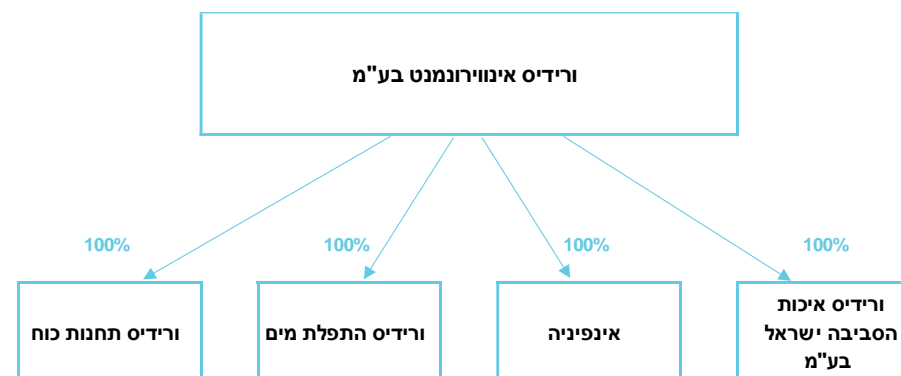 ורידיס אינווירונמנט בע"מ
100%
100%
100%
100%
ורידיס איכות
הסביבה ישראל
בע"מ
אינפיניה
ורידיס התפלת מים
ורידיס תחנות כוח